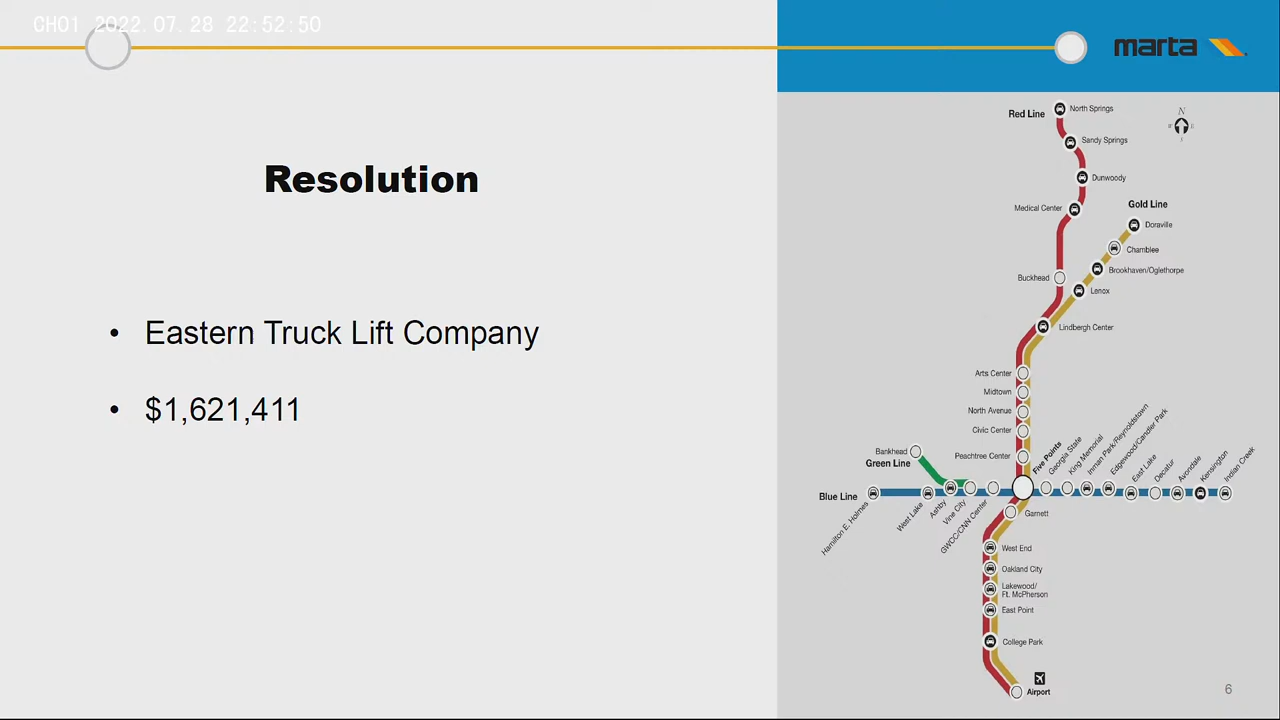 CH01 2022.07.28 22:52:50
marta
Resolution
• Eastern Truck Lift Company
• $1,621,411
Red Line
North Springs
N
W E
S
Sandy Springs
Dunwoody
Medical Center
Gold Line
Doraville
Chamblee
Brookhaven/Oglethorpe
Buckhead
Lenox
Lindbergh Center
Arts Center
Midtown
North Avenue
Civic Center
Peachtree Center
Bankhead
Green Line
Blue Line
Hamilton E. Holmes
West Lake
Ashby
Vine City
GWCC/CNN Center
Five Points
Georgia State
King Memorial
Inman Park/Reynoldstown
Edgewood/Candler Park
East Lake
Decatur
Avondale
Kensington
Indian Creek
Garnett
West End
Oakland City
Lakewood/
Ft. McPherson
East Point
College Park
Airport
6